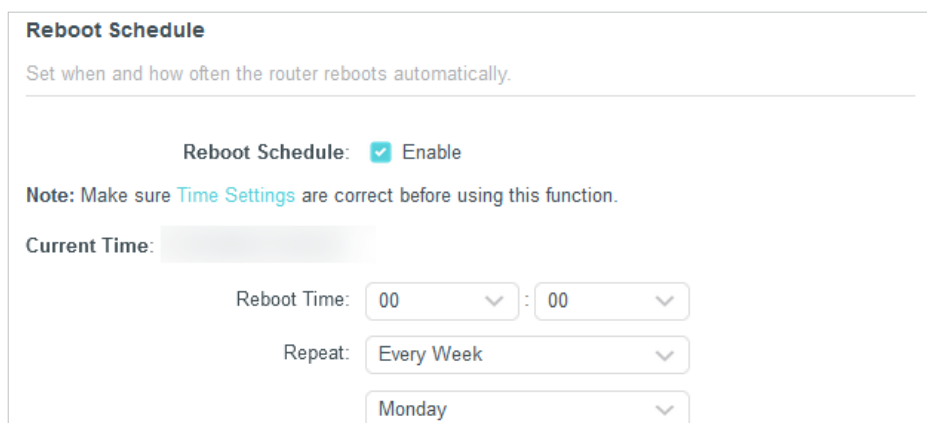 Reboot Schedule
Set when and how often the router reboots automatically.
Reboot Schedule: Enable
Note: Make sure Time Settings are correct before using this function.
Current Time:
Reboot Time: 00 : 00
Repeat: Every Week
Monday